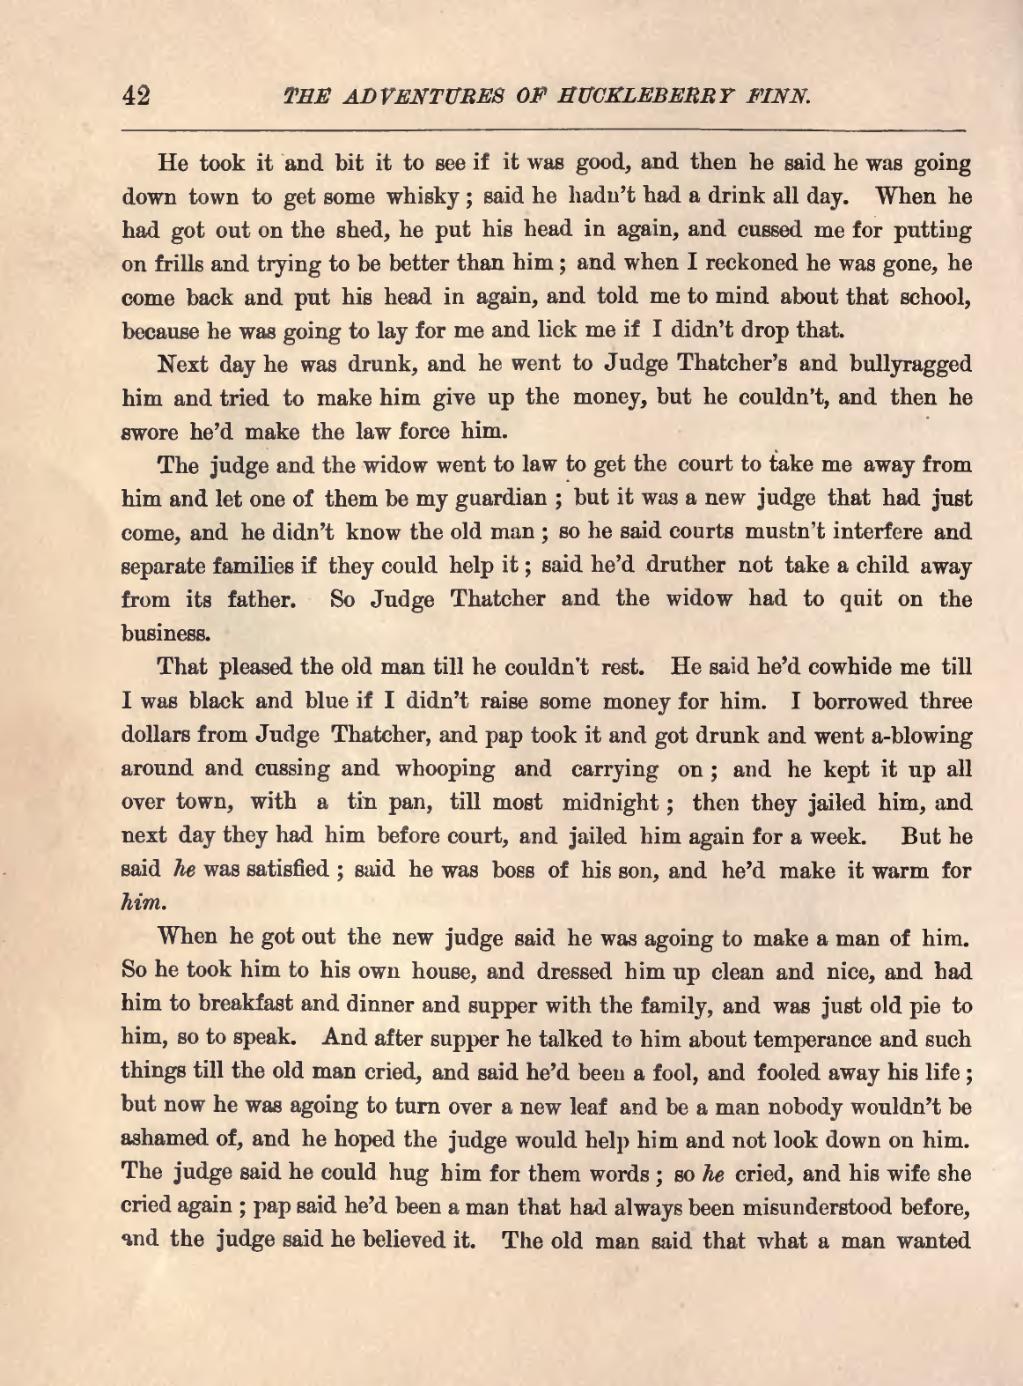 42 THE ADVENTURES OF HUCKLEBERRY FINN.
He took it and bit it to see if it was good, and then he said he was going
down town to get some whisky; said he hadn't had a drink all day. When he
had got out on the shed, he put his head in again, and cussed me for putting
on frills and trying to be better than him; and when I reckoned he was gone, he
come back and put his head in again, and told me to mind about that school,
because he was going to lay for me and lick me if I didn't drop that.
Next day he was drunk, and he went to Judge Thatcher's and bullyragged
him and tried to make him give up the money, but he couldn't, and then he
swore he'd make the law force him.
The judge and the widow went to law to get the court to take me away from
him and let one of them be my guardian; but it was a new judge that had just
come, and he didn't know the old man; so he said courts mustn't interfere and
separate families if they could help it; said he'd druther not take a child away
from its father. So Judge Thatcher and the widow had to quit on the
business.
That pleased the old man till he couldn't rest. He said he'd cowhide me till
I was black and blue if I didn't raise some money for him. I borrowed three
dollars from Judge Thatcher, and pap took it and got drunk and went a-blowing
around and cussing and whooping and carrying on; and he kept it up all
over town, with a tin pan, till most midnight; then they jailed him, and
next day they had him before court, and jailed him again for a week. But he
said he was satisfied; said he was boss of his son, and he'd make it warm for
him.
When he got out the new judge said he was agoing to make a man of him.
So he took him to his own house, and dressed him up clean and nice, and had
him to breakfast and dinner and supper with the family, and was just old pie to
him, so to speak. And after supper he talked to him about temperance and such
things till the old man cried, and said he'd been a fool, and fooled away his life;
but now he was agoing to turn over a new leaf and be a man nobody wouldn't be
ashamed of, and he hoped the judge would help him and not look down on him.
The judge said he could hug him for them words; so he cried, and his wife she
cried again; pap said he'd been a man that had always been misunderstood before,
and the judge said he believed it. The old man said that what a man wanted